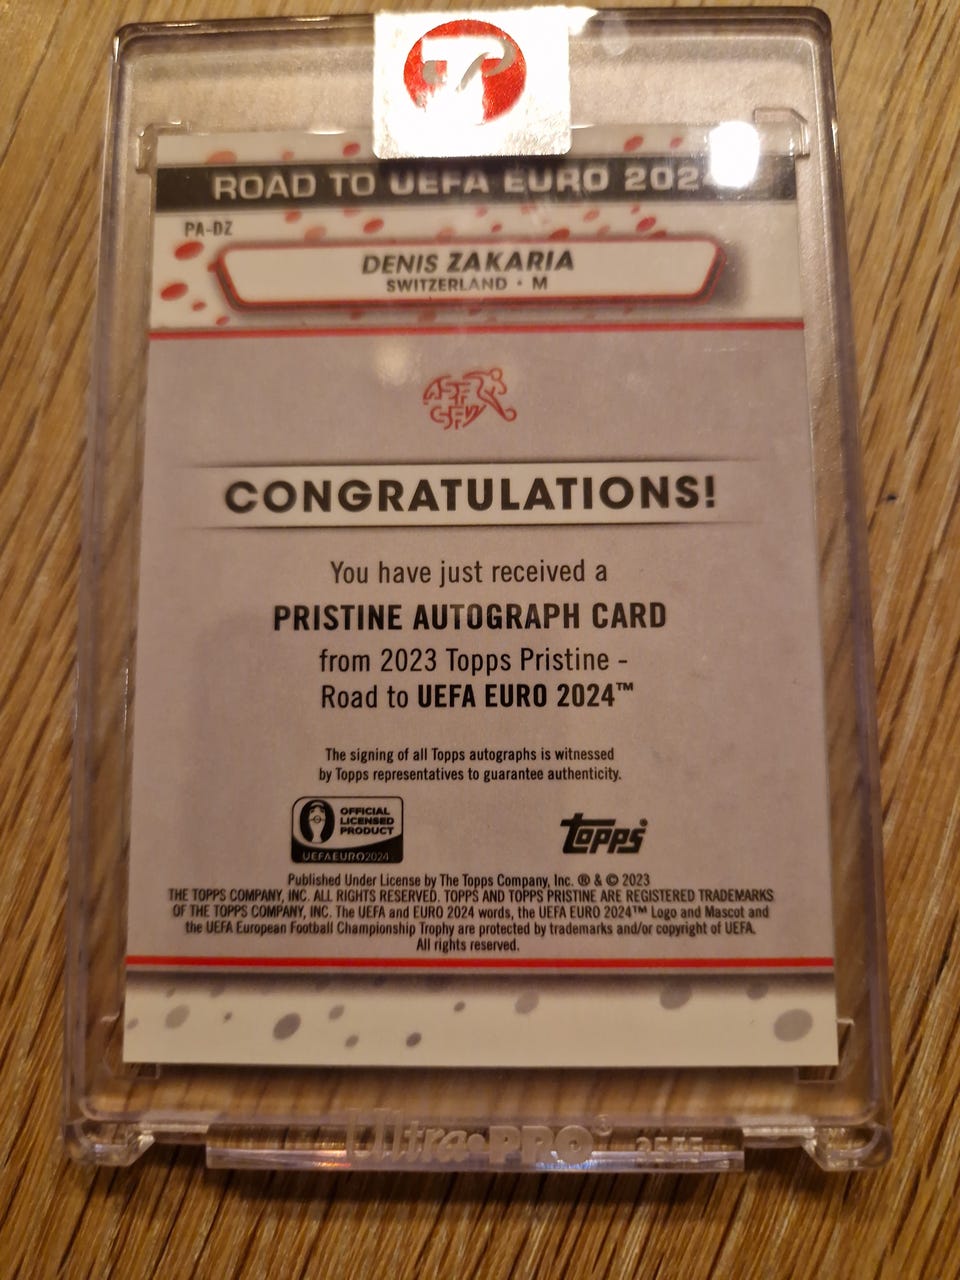 ROAD TO UEFA EURO 202
PA-DZ
DENIS ZAKARIA
SWITZERLAND · M
ASF
SFV
CONGRATULATIONS!
You have just received a
PRISTINE AUTOGRAPH CARD
from 2023 Topps Pristine -
Road to UEFA EURO 2024™
The signing of all Topps autographs is witnessed
by Topps representatives to guarantee authenticity.
OFFICIAL
LICENSED
PRODUCT
UEFAEURO2024
Topps®
Published Under License by The Topps Company, Inc. ® & © 2023
THE TOPPS COMPANY, INC. ALL RIGHTS RESERVED. TOPPS AND TOPPS PRISTINE ARE REGISTERED TRADEMARKS
OF THE TOPPS COMPANY, INC. The UEFA and EURO 2024 words, the UEFA EURO 2024™ Logo and Mascot and
the UEFA European Football Championship Trophy are protected by trademarks and/or copyright of UEFA.
All rights reserved.
Ultra·PRO®